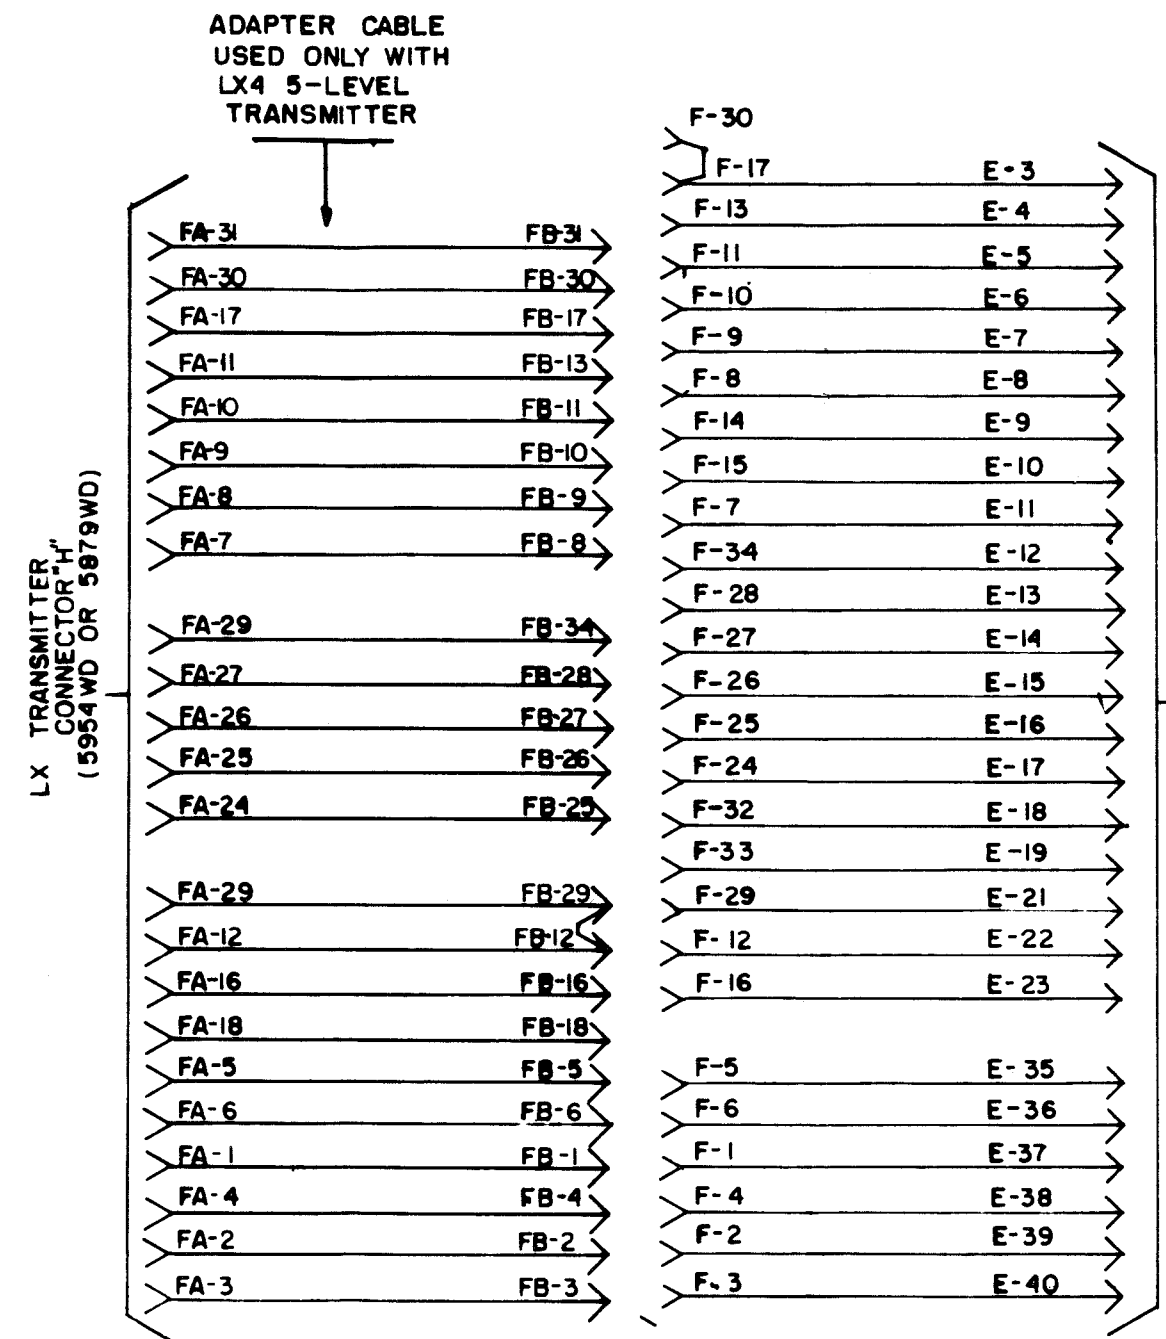 ADAPTER CABLE
USED ONLY WITH
LX4 5-LEVEL
TRANSMITTER
LX TRANSMITTER
CONNECTOR "H"
(5954WD OR 5879WD)
FA-31 FB-31
FA-30 FB-30
FA-17 FB-17
FA-11 FB-13
FA-10 FB-11
FA-9 FB-10
FA-8 FB-9
FA-7 FB-8
FA-29 FB-34
FA-27 FB-28
FA-26 FB-27
FA-25 FB-26
FA-24 FB-25
FA-29 FB-29
FA-12 FB-12
FA-16 FB-16
FA-18 FB-18
FA-5 FB-5
FA-6 FB-6
FA-1 FB-1
FA-4 FB-4
FA-2 FB-2
FA-3 FB-3
F-30
F-17 E-3
F-13 E-4
F-11 E-5
F-10 E-6
F-9 E-7
F-8 E-8
F-14 E-9
F-15 E-10
F-7 E-11
F-34 E-12
F-28 E-13
F-27 E-14
F-26 E-15
F-25 E-16
F-24 E-17
F-32 E-18
F-33 E-19
F-29 E-21
F-12 E-22
F-16 E-23
F-5 E-35
F-6 E-36
F-1 E-37
F-4 E-38
F-2 E-39
F-3 E-40